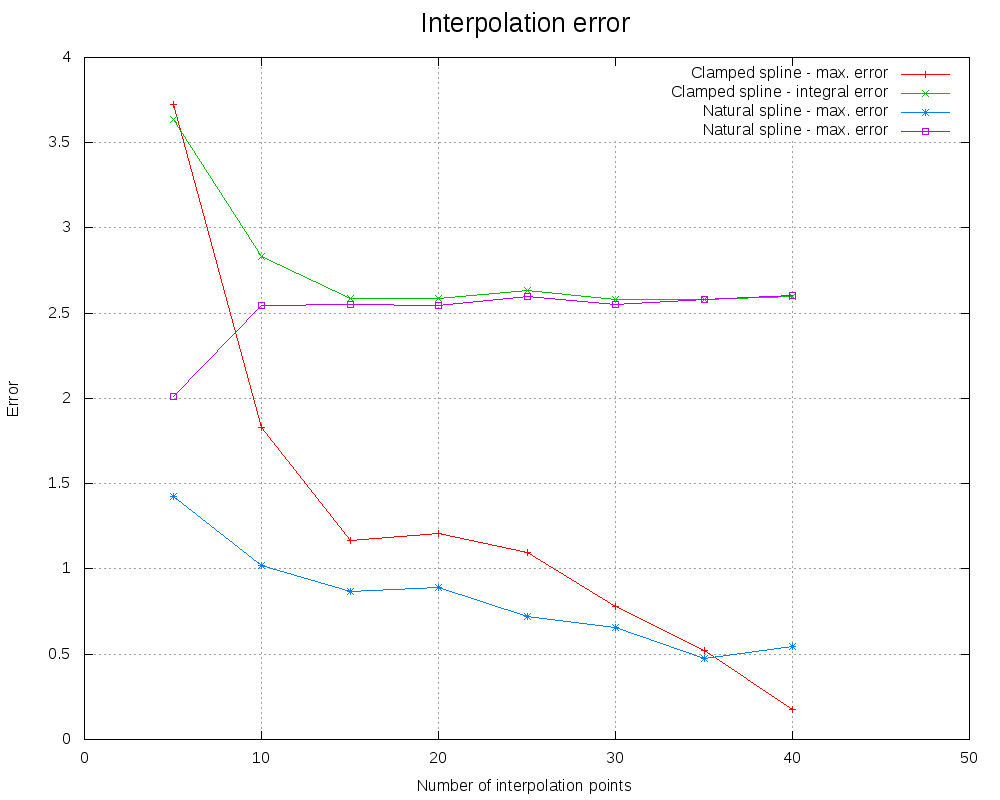 Interpolation error
Clamped spline - max. error
Clamped spline - integral error
Natural spline - max. error
Natural spline - max. error
4
3.5
3
2.5
2
1.5
1
0.5
0
Error
0 10 20 30 40 50
Number of interpolation points